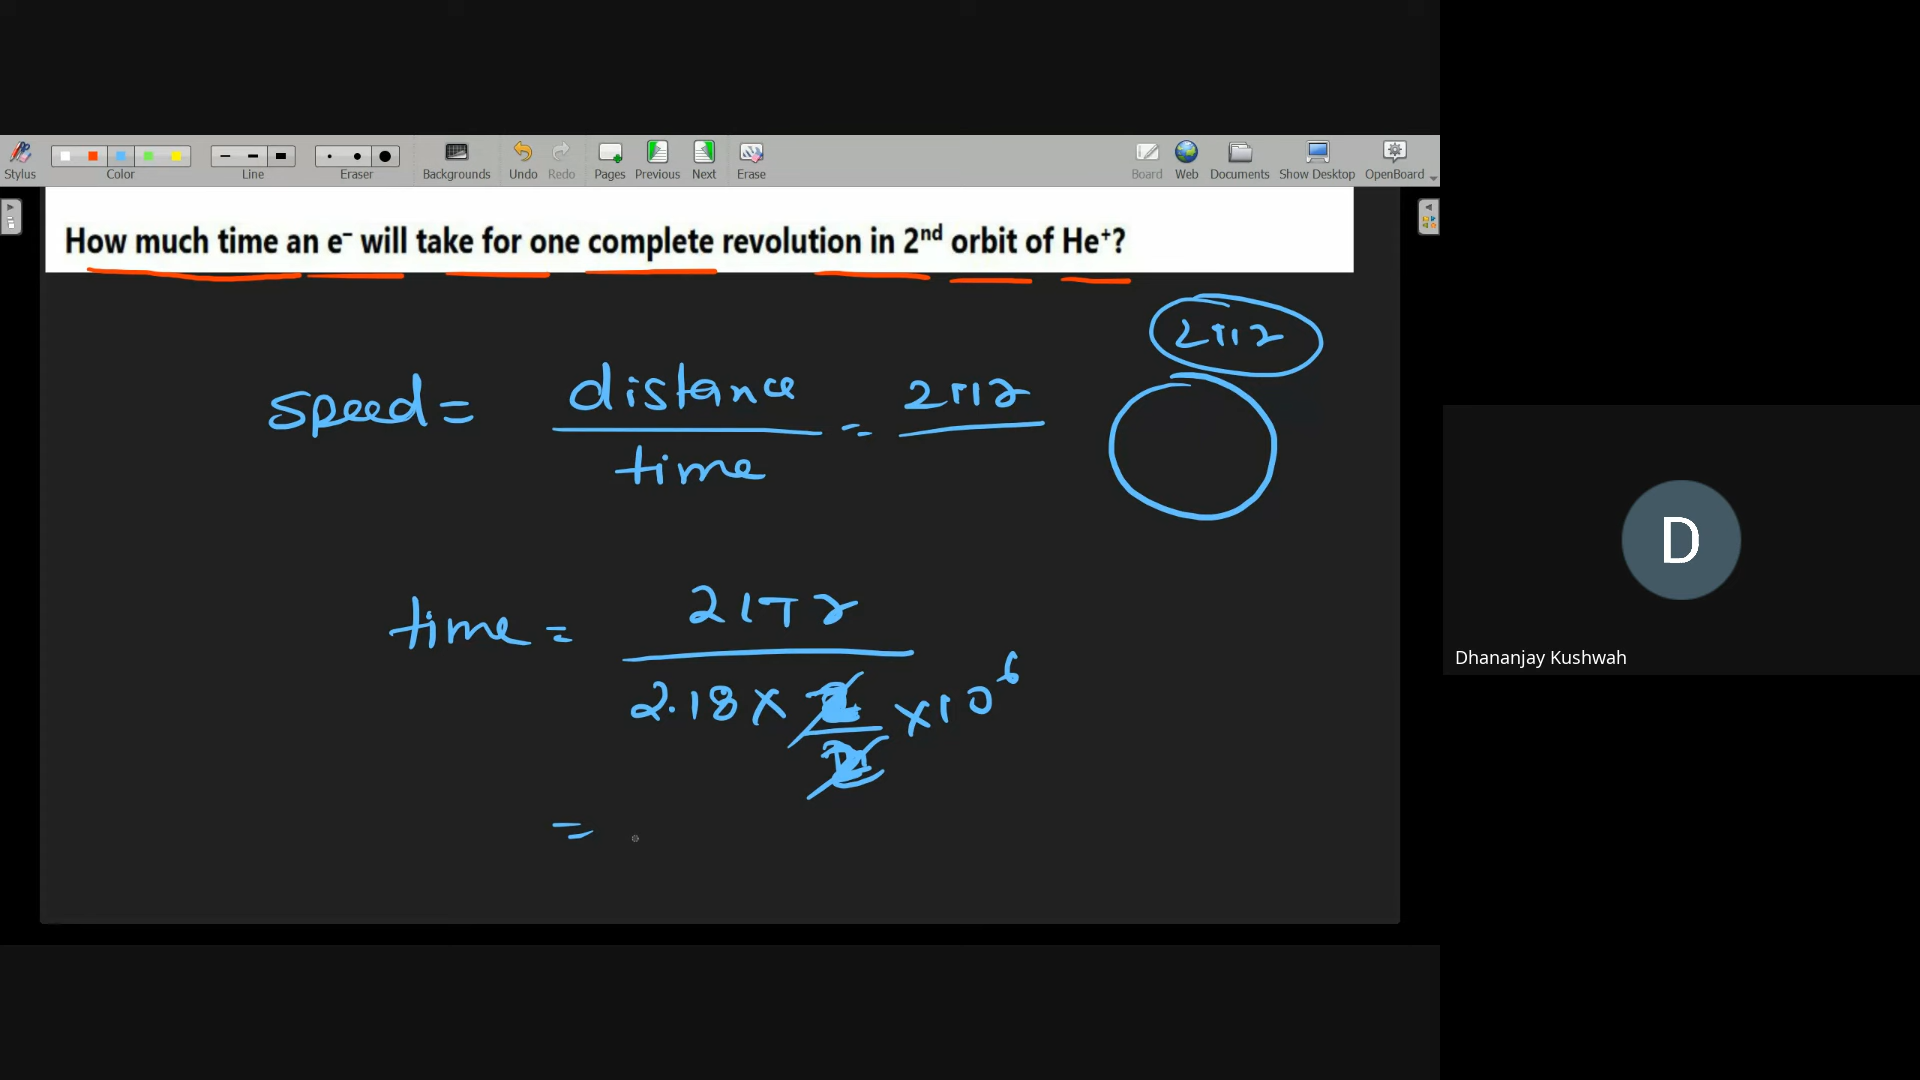 Stylus Color Line Eraser Backgrounds Undo Redo Pages Previous Next Erase Board Web Documents Show Desktop OpenBoard
How much time an e⁻ will take for one complete revolution in 2ⁿᵈ orbit of He⁺?
2πr
speed = distance / time = 2πr
time = 2πr / 2.18 × 2/2 × 10⁶
=
D
Dhananjay Kushwah